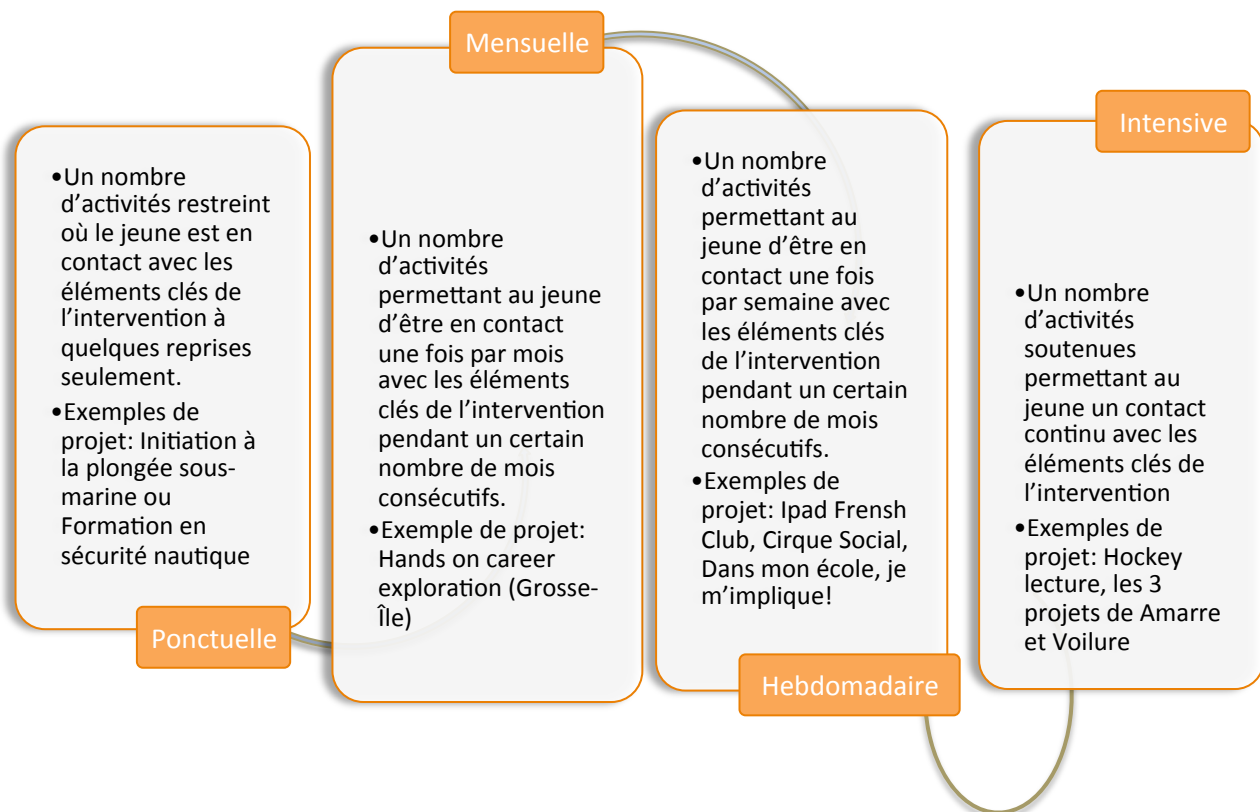 •Un nombre
d'activités restreint
où le jeune est en
contact avec les
éléments clés de
l'intervention à
quelques reprises
seulement.
•Exemples de
projet: Initiation à
la plongée sous-
marine ou
Formation en
sécurité nautique
Ponctuelle
Mensuelle
•Un nombre
d'activités
permettant au jeune
d'être en contact
une fois par mois
avec les éléments
clés de l'intervention
pendant un certain
nombre de mois
consécutifs.
•Exemple de projet:
Hands on career
exploration (Grosse-
Île)
•Un nombre
d'activités
permettant au
jeune d'être en
contact une fois
par semaine avec
les éléments clés
de l'intervention
pendant un certain
nombre de mois
consécutifs.
•Exemples de
projet: Ipad Frensh
Club, Cirque Social,
Dans mon école, je
m'implique!
Hebdomadaire
Intensive
•Un nombre
d'activités
soutenues
permettant au
jeune un contact
continu avec les
éléments clés de
l'intervention
•Exemples de
projet: Hockey
lecture, les 3
projets de Amarre
et Voilure